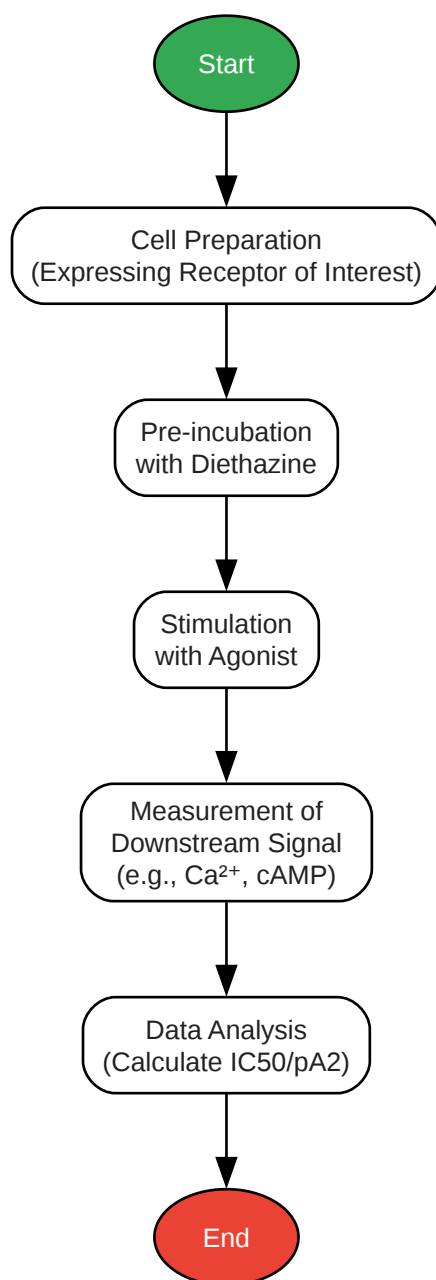 Start
Cell Preparation
(Expressing Receptor of Interest)
Pre-incubation
with Diethazine
Stimulation
with Agonist
Measurement of
Downstream Signal
(e.g., Ca²⁺, cAMP)
Data Analysis
(Calculate IC50/pA2)
End